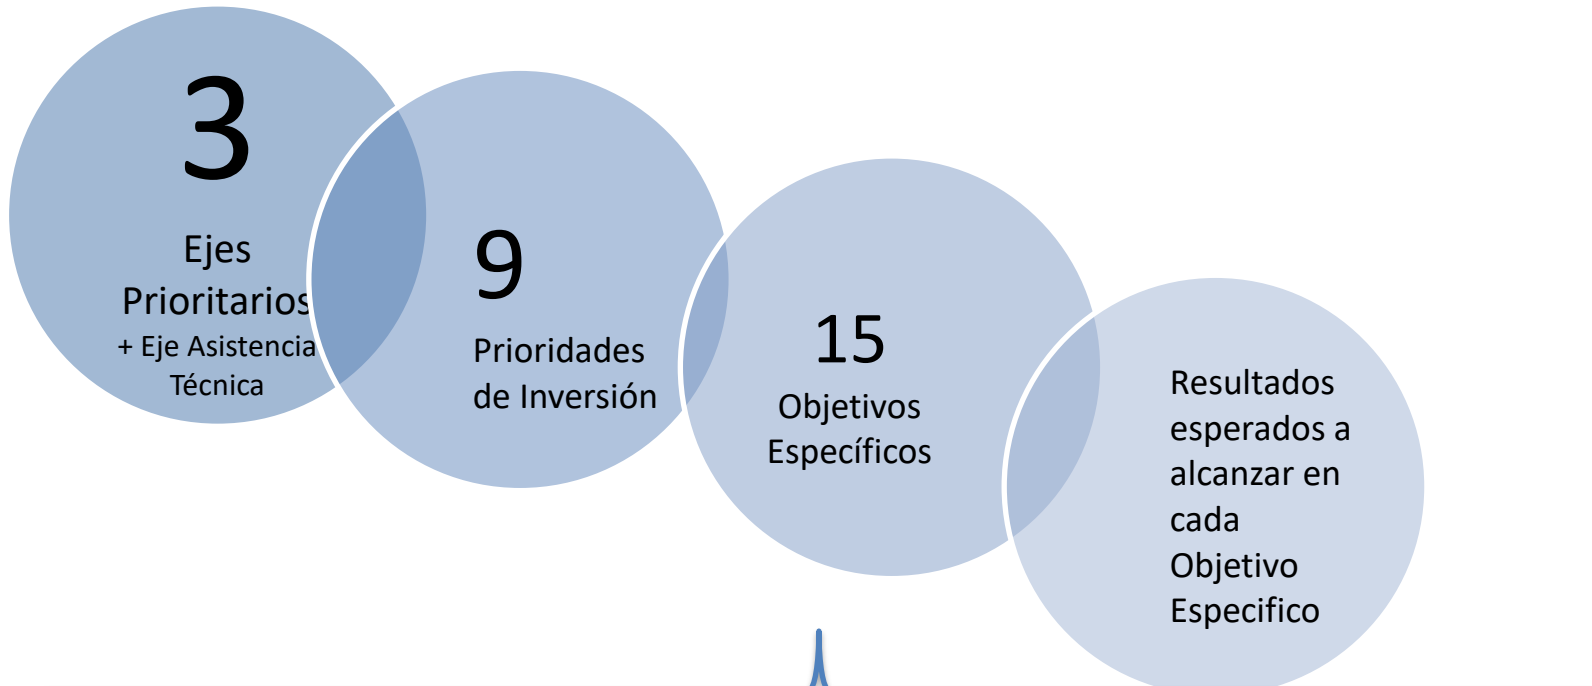 3
Ejes
Prioritarios
+ Eje Asistencia
Técnica
9
Prioridades
de Inversión
15
Objetivos
Específicos
Resultados
esperados a
alcanzar en
cada
Objetivo
Especifico